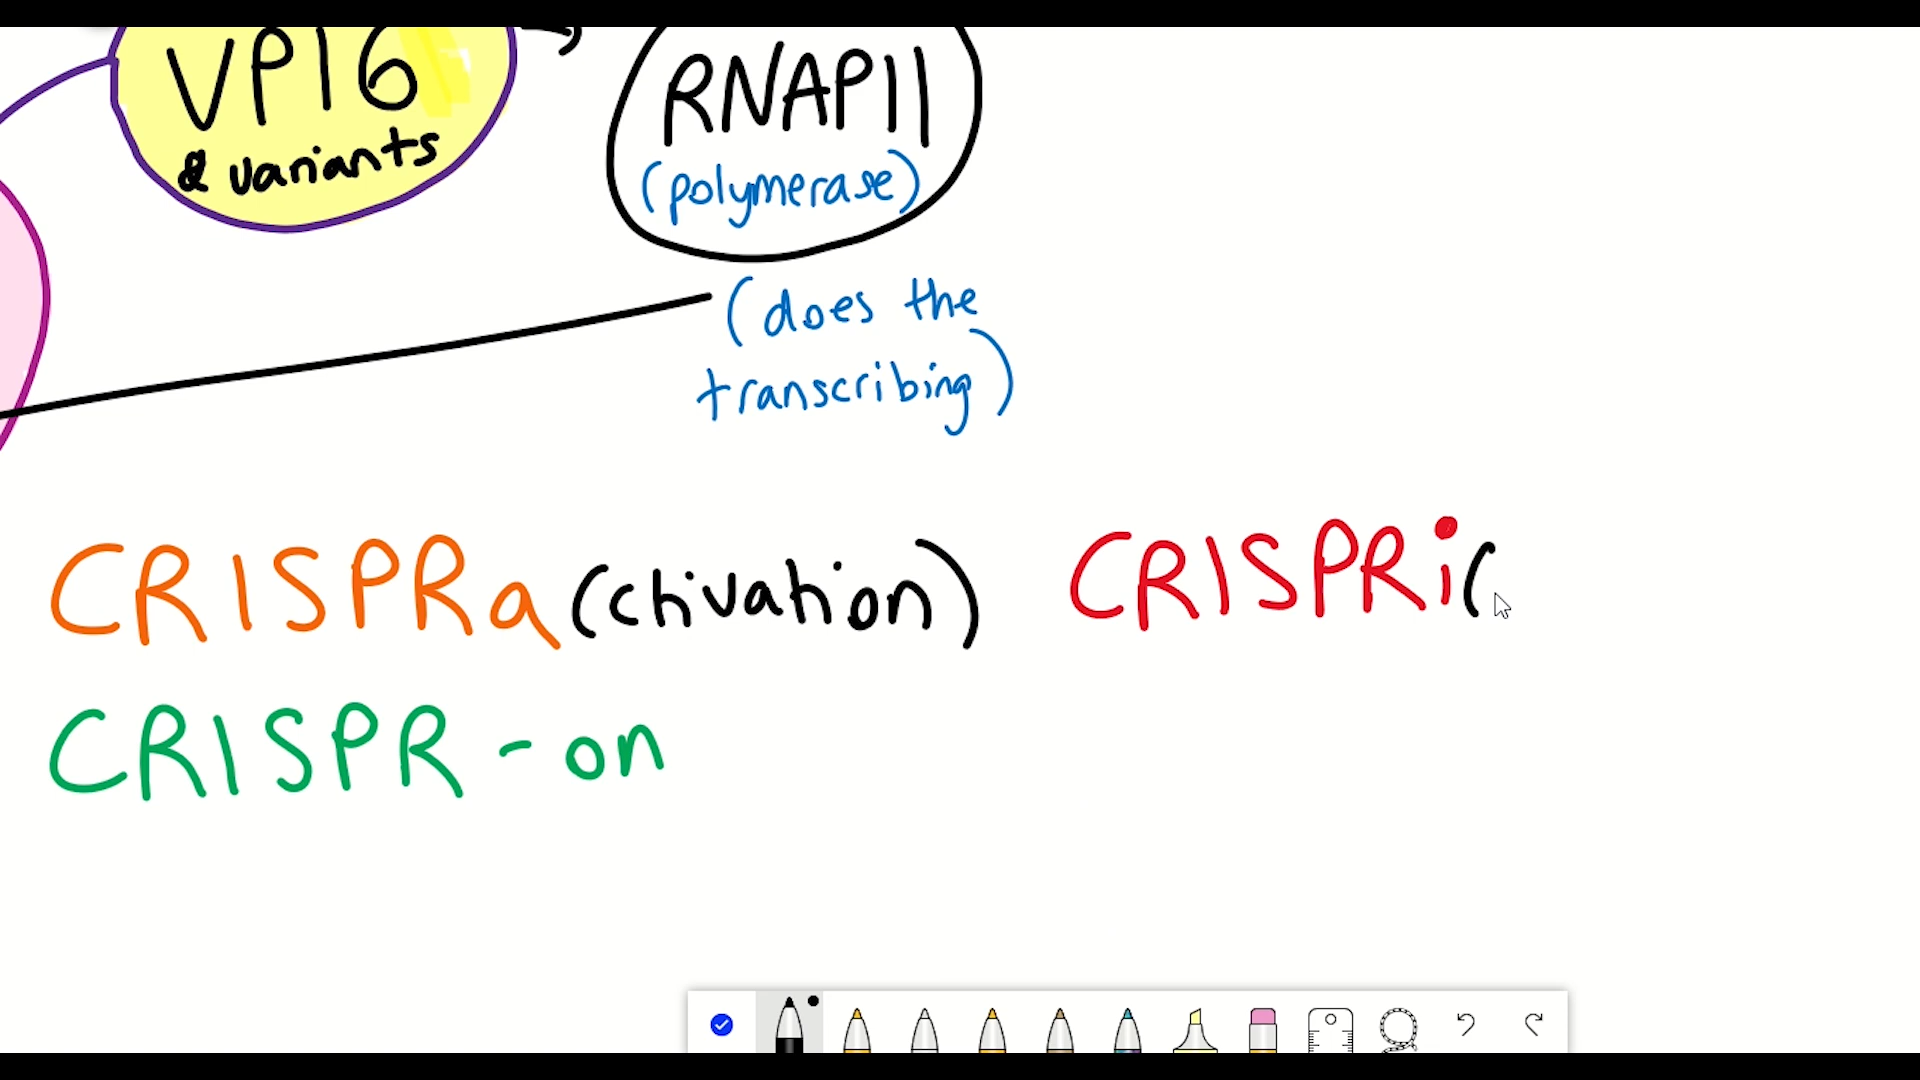 VP16
& variants
RNAPII
(polymerase)
(does the
transcribing)
CRISPRa (ctivation)
CRISPRi (
CRISPR-on